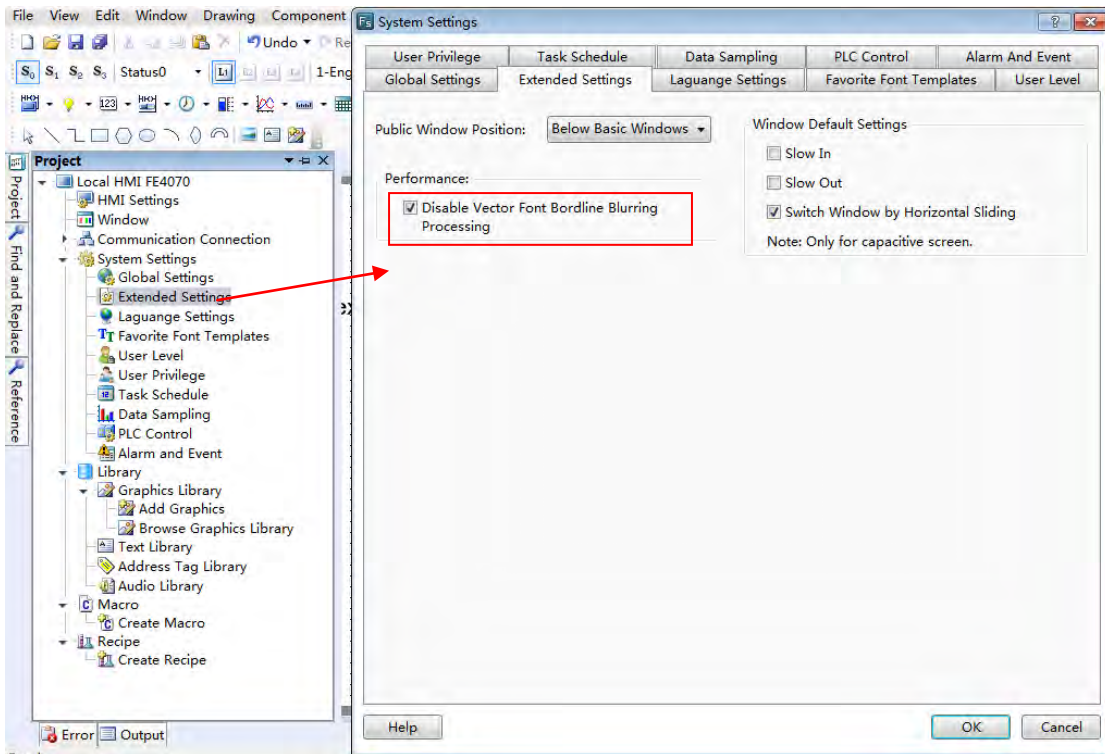 File View Edit Window Drawing Component
Undo Re
S0 S1 S2 S3 Status0 L1 1-Eng
123
Project
Project
Find and Replace
Reference
Local HMI FE4070
HMI Settings
Window
Communication Connection
System Settings
Global Settings
Extended Settings
Laguange Settings
Favorite Font Templates
User Level
User Privilege
Task Schedule
Data Sampling
PLC Control
Alarm and Event
Library
Graphics Library
Add Graphics
Browse Graphics Library
Text Library
Address Tag Library
Audio Library
Macro
Create Macro
Recipe
Create Recipe
Error Output
Fs System Settings
User Privilege Task Schedule Data Sampling PLC Control Alarm And Event
Global Settings Extended Settings Laguange Settings Favorite Font Templates User Level
Public Window Position: Below Basic Windows
Performance:
Disable Vector Font Bordline Blurring
Processing
Window Default Settings
Slow In
Slow Out
Switch Window by Horizontal Sliding
Note: Only for capacitive screen.
Help OK Cancel